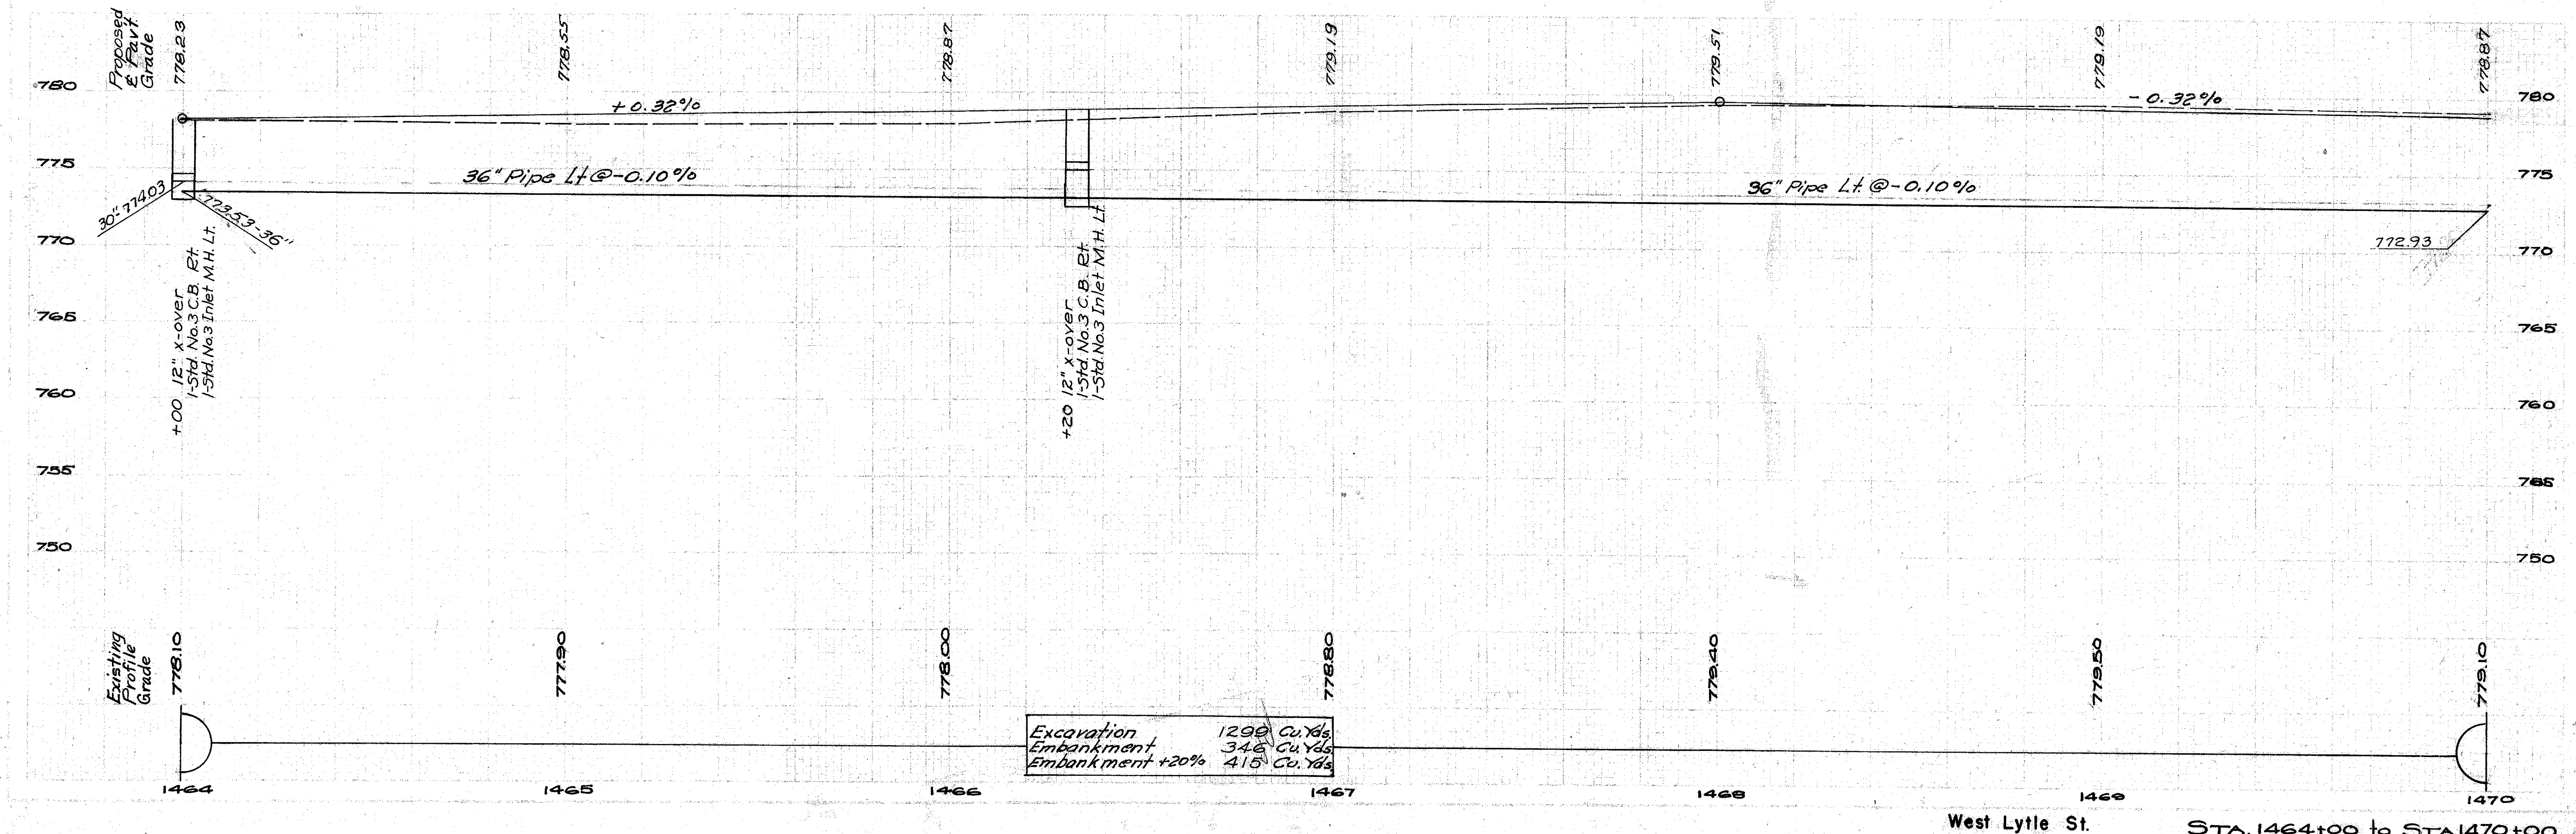 Proposed
& Pav't.
Grade
778.23
778.55
778.87
779.19
779.51
779.19
778.87
780
+0.32%
-0.32%
780
775
36" Pipe Lt @-0.10%
36" Pipe Lt. @-0.10%
775
30"-774.03
773.53-36"
770
772.93
770
+00 12" x-over
1-Std. No.3 C.B. Rt.
1-Std. No.3 Inlet M.H. Lt.
+20 12" x-over
1-Std. No.3 C.B. Rt.
1-Std. No.3 Inlet M.H. Lt.
765
765
760
760
755
755
750
750
Existing
Profile
Grade
778.10
777.90
778.00
778.80
779.40
779.50
779.10
Excavation 1299 Cu.Yds.
Embankment 346 Cu.Yds.
Embankment +20% 415 Cu.Yds.
1464
1465
1466
1467
1468
1469
1470
West Lytle St.
STA. 1464+00 to STA 1470+00